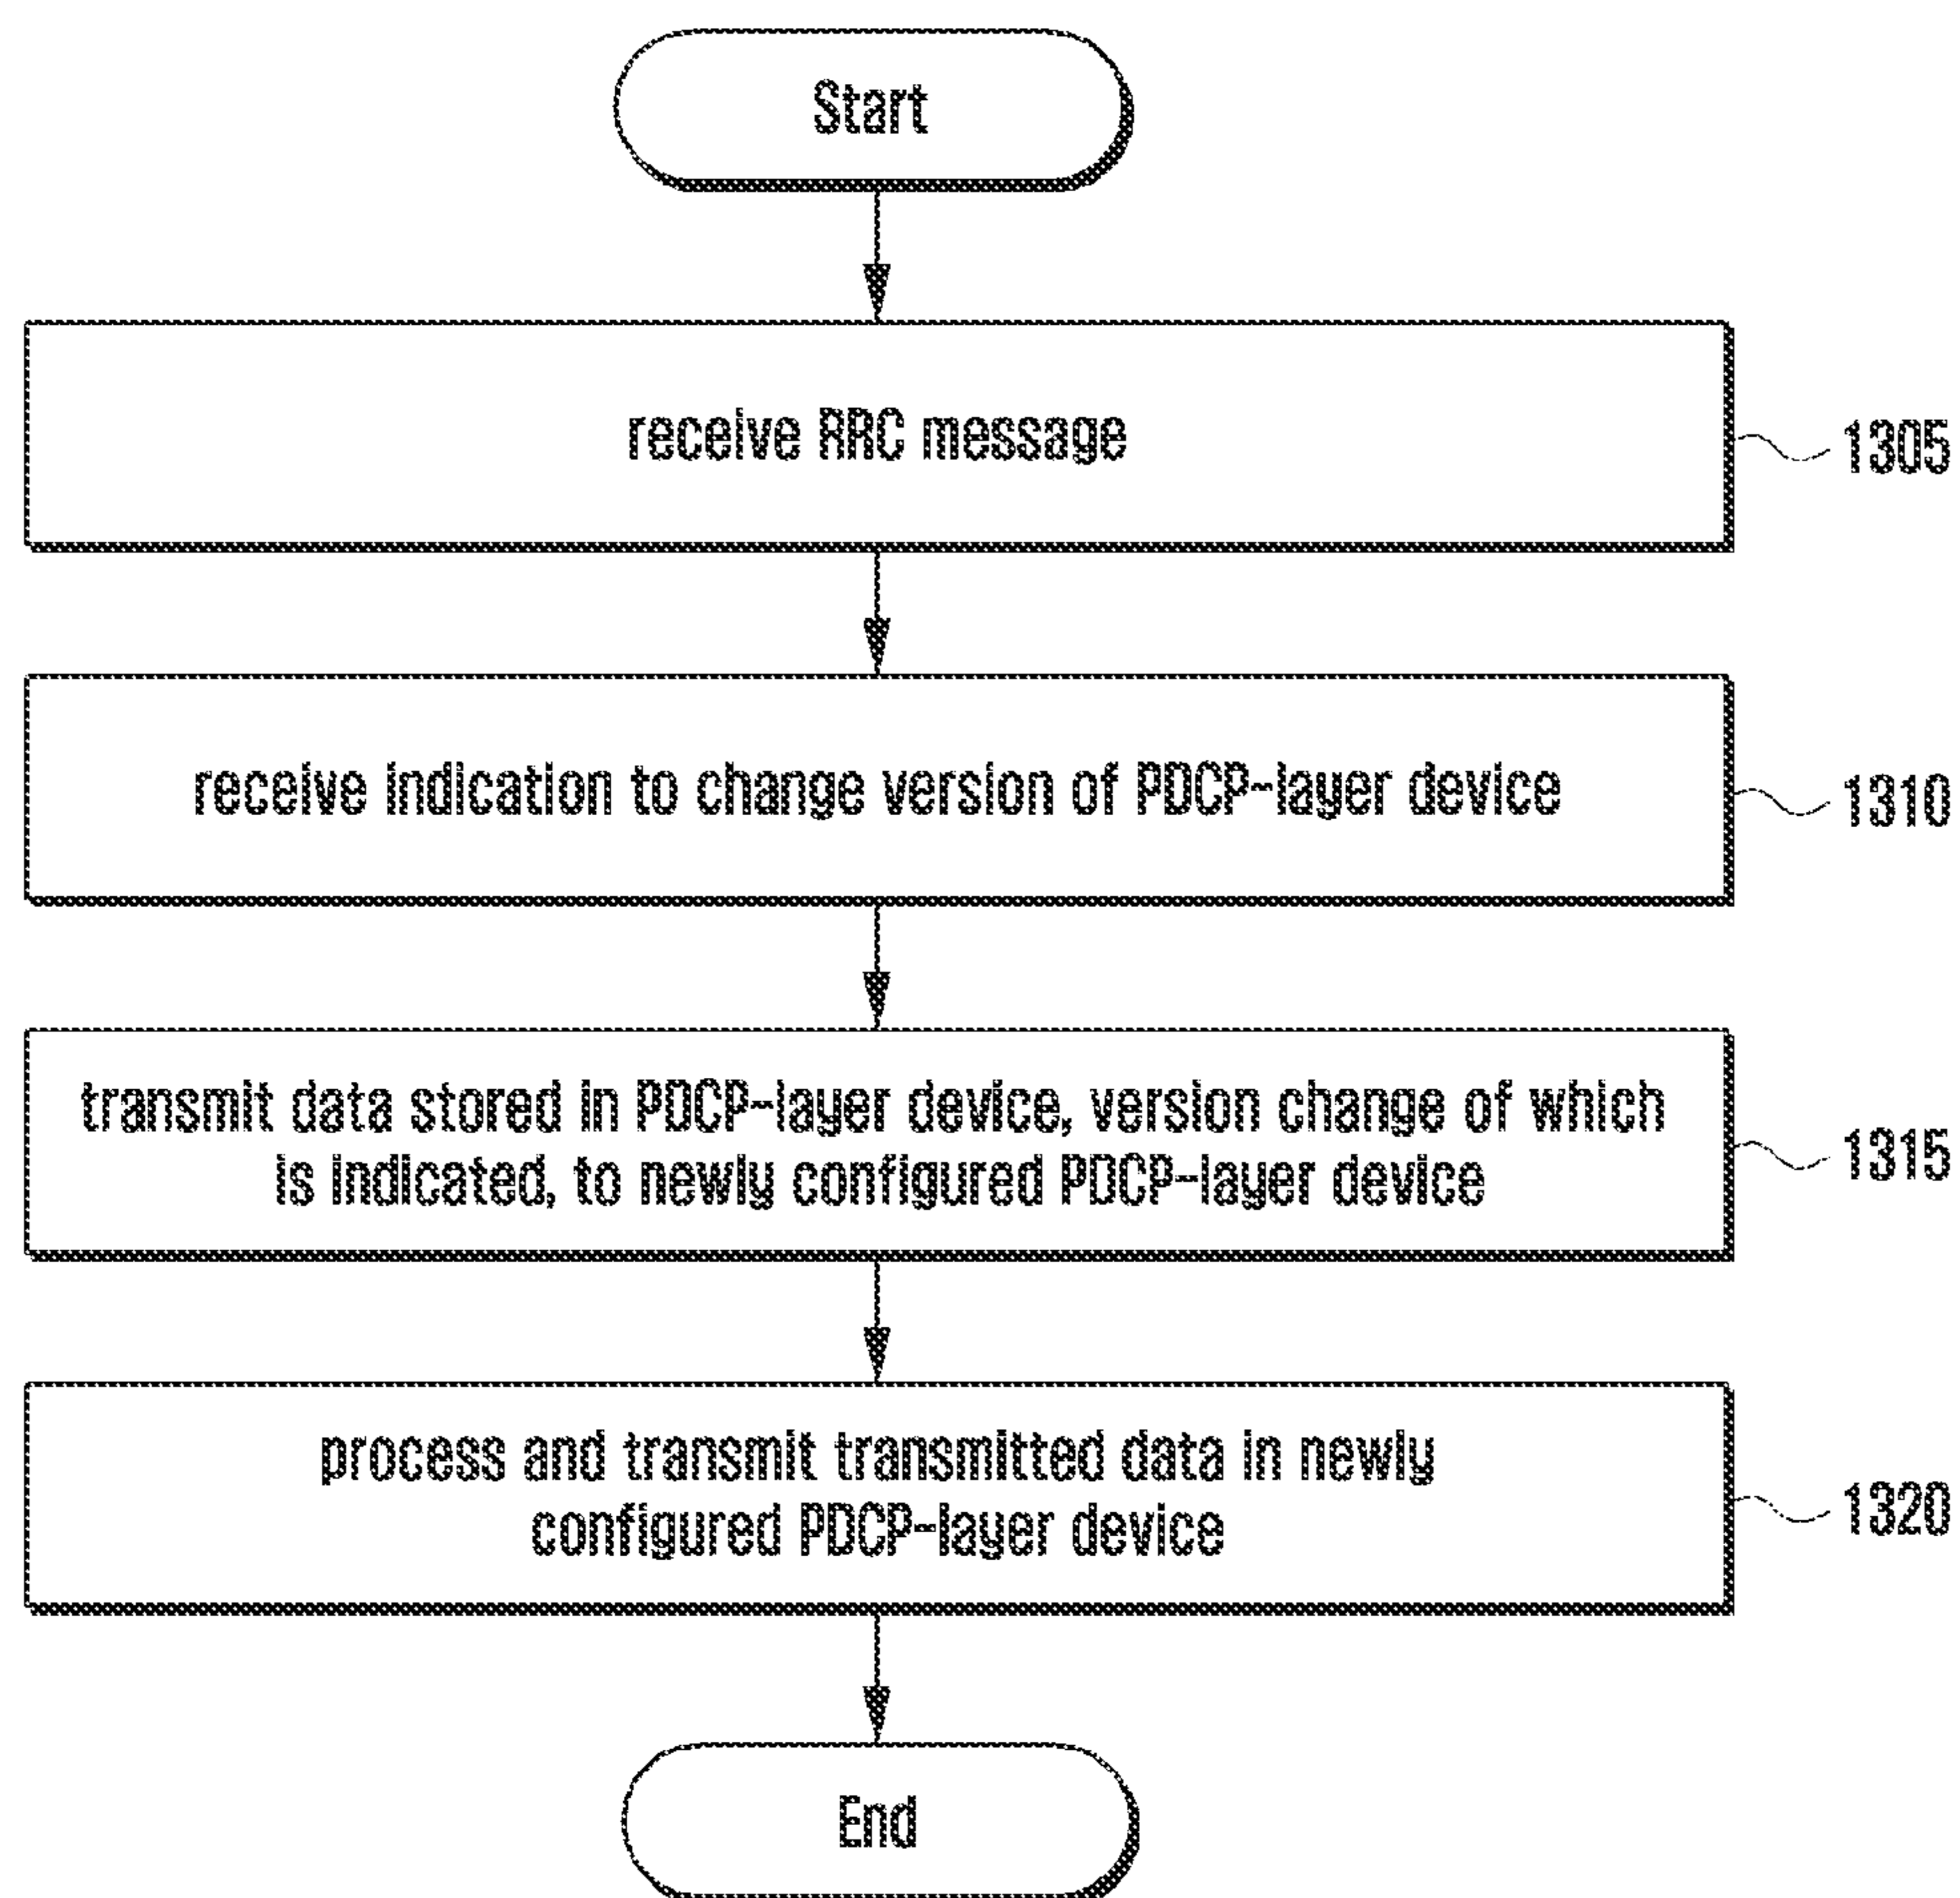 Start
receive RRC message
1305
receive indication to change version of PDCP-layer device
1310
transmit data stored in PDCP-layer device, version change of which
is indicated, to newly configured PDCP-layer device
1315
process and transmit transmitted data in newly
configured PDCP-layer device
1320
End